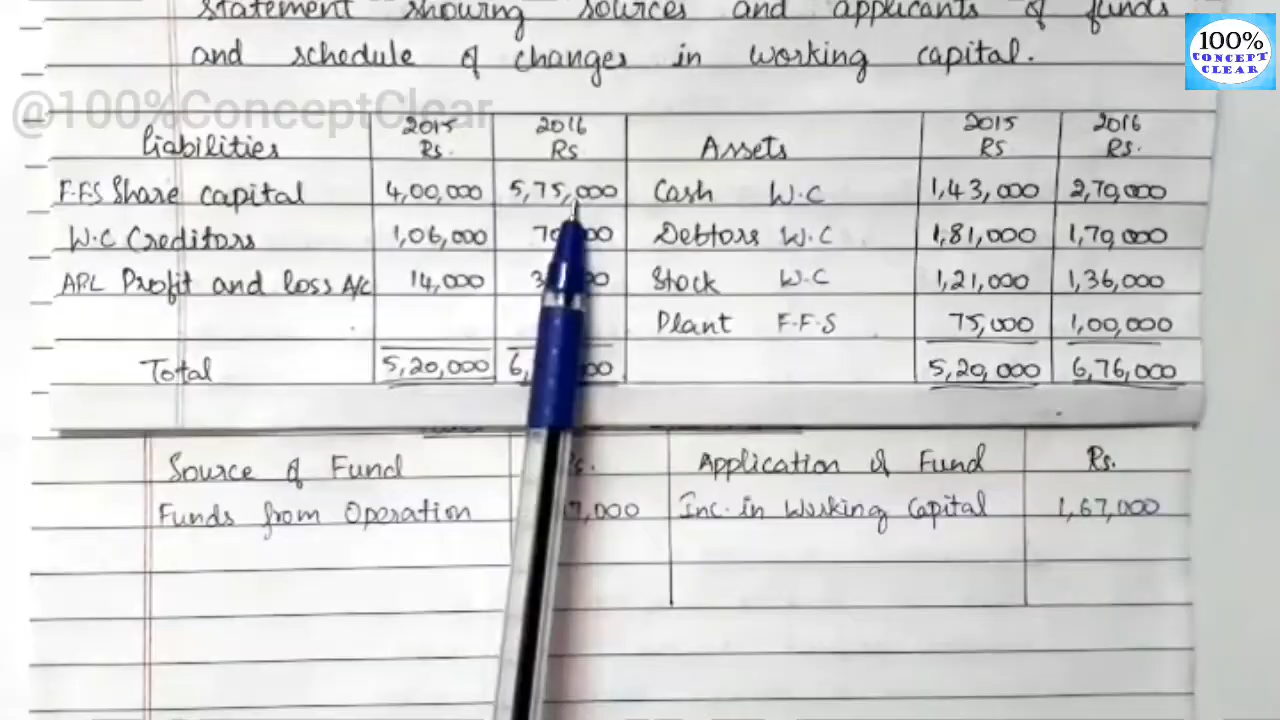 statement showing sources and applicants of funds
and schedule of changes in working capital.
100%
CONCEPT
CLEAR
@100%ConceptClear
Liabilities 2015 Rs. 2016 Rs Assets 2015 Rs 2016 Rs.
F.F.S Share capital 4,00,000 5,75,000 Cash W.C 1,43,000 2,70,000
W.C Creditors 1,06,000 Debtors W.C 1,81,000 1,70,000
APL Profit and loss A/c 14,000 Stock W.C 1,21,000 1,36,000
Plant F.F.S 75,000 1,00,000
Total 5,20,000 5,20,000 6,76,000
Source of Fund Rs. Application of Fund Rs.
Funds from Operation Inc. in Working Capital 1,67,000